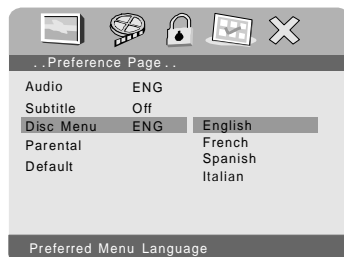 ..Preference Page..
Audio ENG
Subtitle Off
Disc Menu ENG English
Parental French
Spanish
Default
Italian
Preferred Menu Language